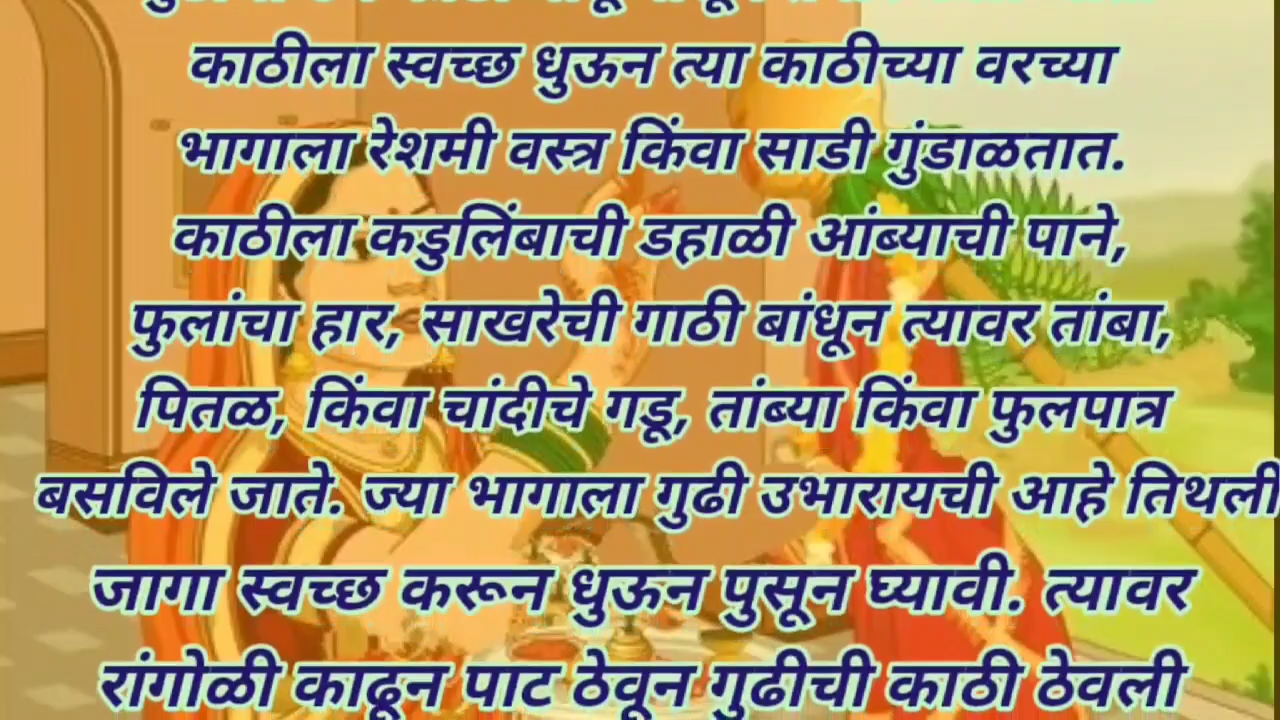 काठीला स्वच्छ धुऊन त्या काठीच्या वरच्या
भागाला रेशमी वस्त्र किंवा साडी गुंडाळतात.
काठीला कडुलिंबाची डहाळी आंब्याची पाने,
फुलांचा हार, साखरेची गाठी बांधून त्यावर तांबा,
पितळ, किंवा चांदीचे गडू, तांब्या किंवा फुलपात्र
बसविले जाते. ज्या भागाला गुढी उभारायची आहे तिथली
जागा स्वच्छ करून धुऊन पुसून घ्यावी. त्यावर
रांगोळी काढून पाट ठेवून गुढीची काठी ठेवली